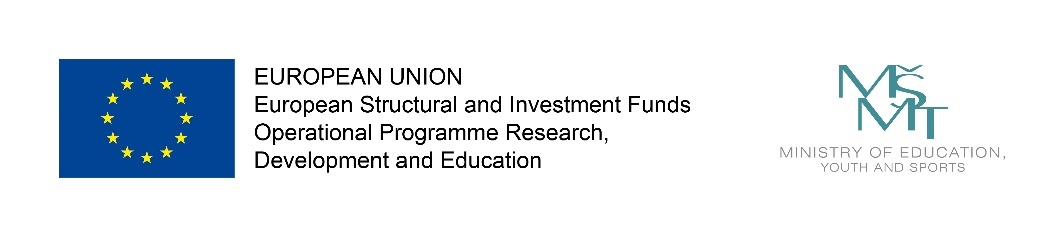 EUROPEAN UNION
European Structural and Investment Funds
Operational Programme Research,
Development and Education
MŠMT
MINISTRY OF EDUCATION,
YOUTH AND SPORTS